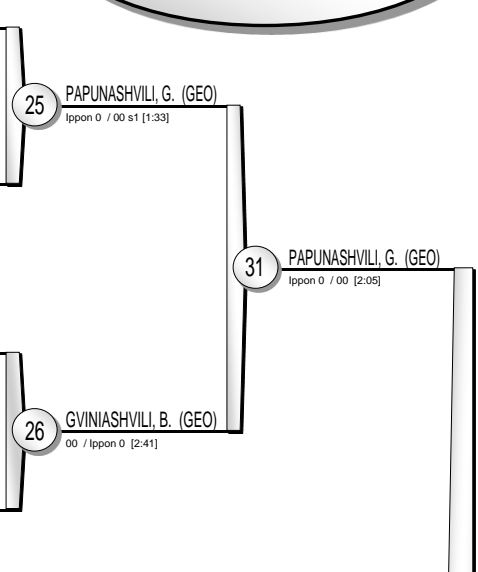 25
PAPUNASHVILI, G. (GEO)
Ippon 0 / 00 s1 [1:33]
31
PAPUNASHVILI, G. (GEO)
Ippon 0 / 00 [2:05]
26
GVINIASHVILI, B. (GEO)
00 / Ippon 0 [2:41]